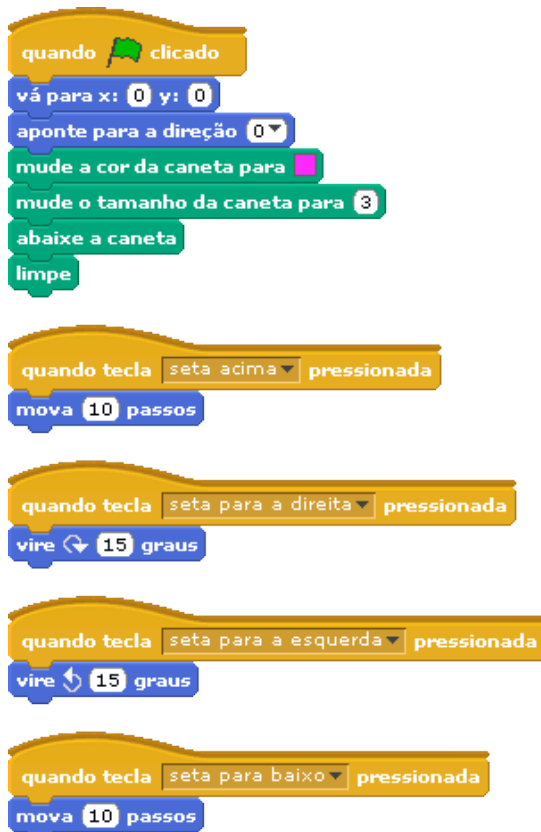 quando clicado
vá para x: 0 y: 0
aponte para a direção 0
mude a cor da caneta para
mude o tamanho da caneta para 3
abaixe a caneta
limpe
quando tecla seta acima pressionada
mova 10 passos
quando tecla seta para a direita pressionada
vire 15 graus
quando tecla seta para a esquerda pressionada
vire 15 graus
quando tecla seta para baixo pressionada
mova 10 passos